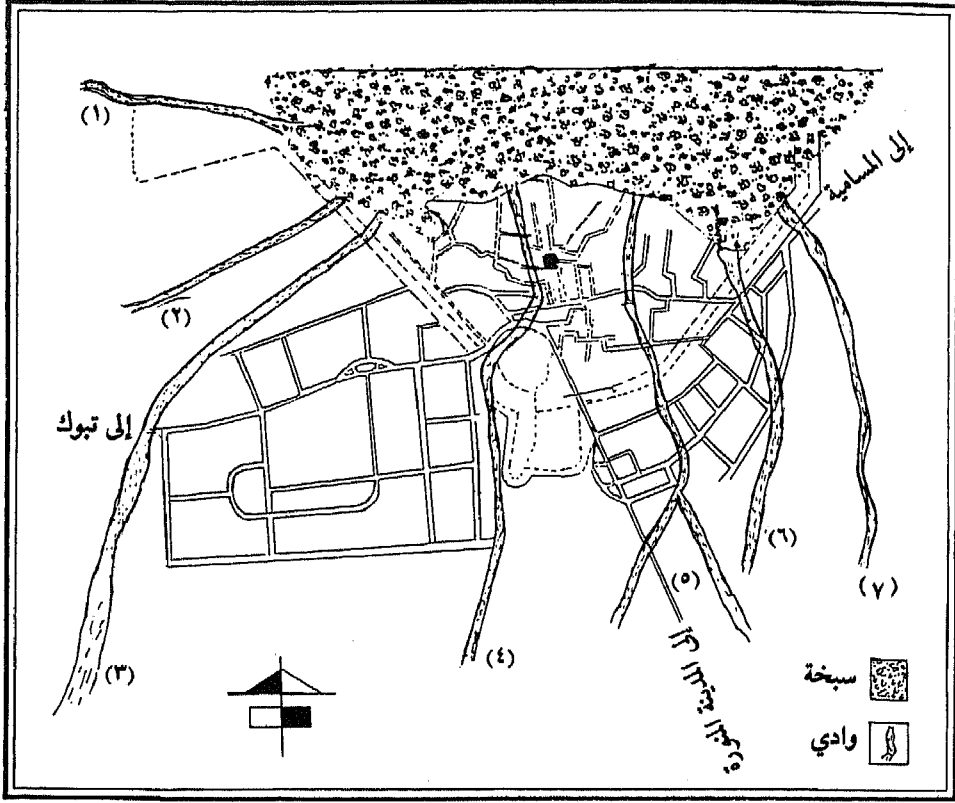 (١)
إلى المسامية
(٢)
إلى تبوك
(٣)
(٤)
(٥)
(٦)
(٧)
إلى المدينة المنورة
سبخة
وادي